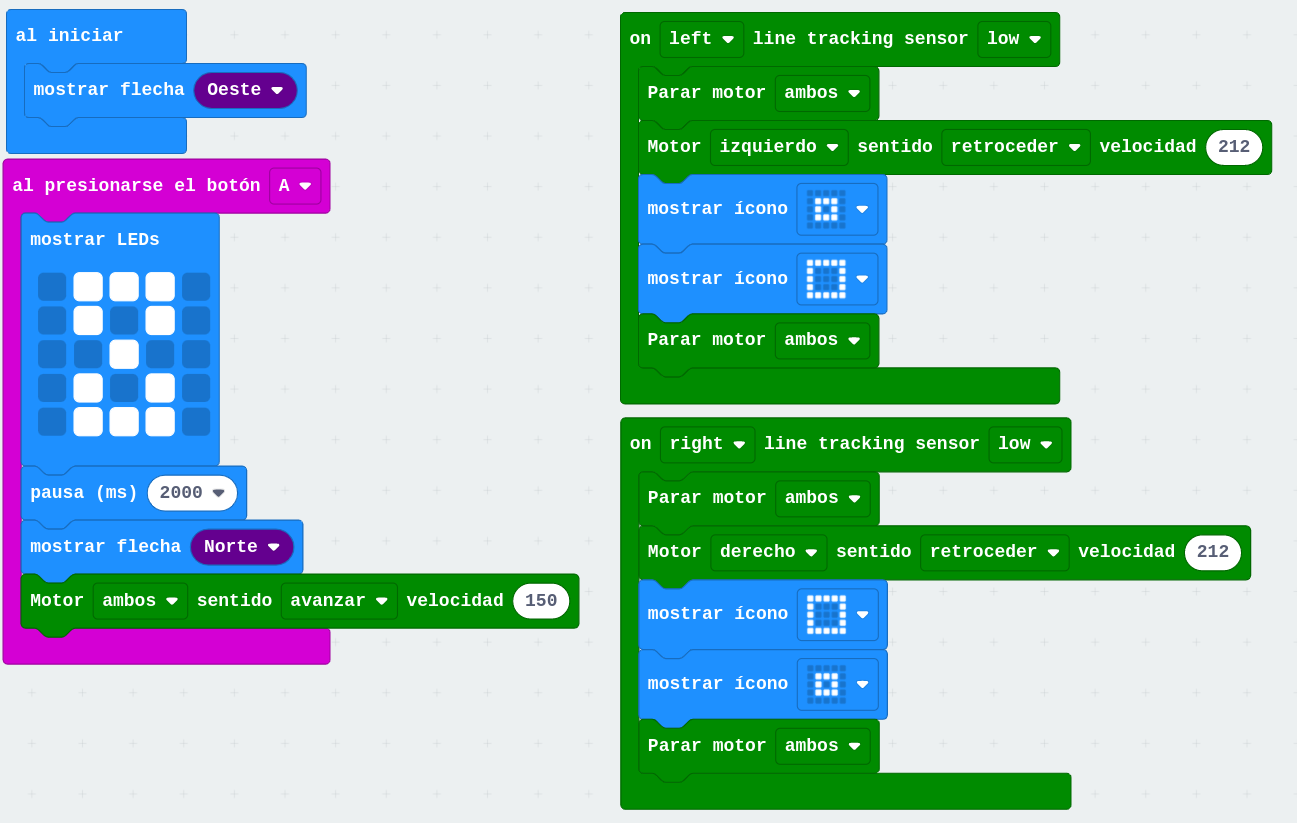 al iniciar
mostrar flecha Oeste
al presionarse el botón A
mostrar LEDs
pausa (ms) 2000
mostrar flecha Norte
Motor ambos sentido avanzar velocidad 150
on left line tracking sensor low
Parar motor ambos
Motor izquierdo sentido retroceder velocidad 212
mostrar ícono
mostrar ícono
Parar motor ambos
on right line tracking sensor low
Parar motor ambos
Motor derecho sentido retroceder velocidad 212
mostrar ícono
mostrar ícono
Parar motor ambos